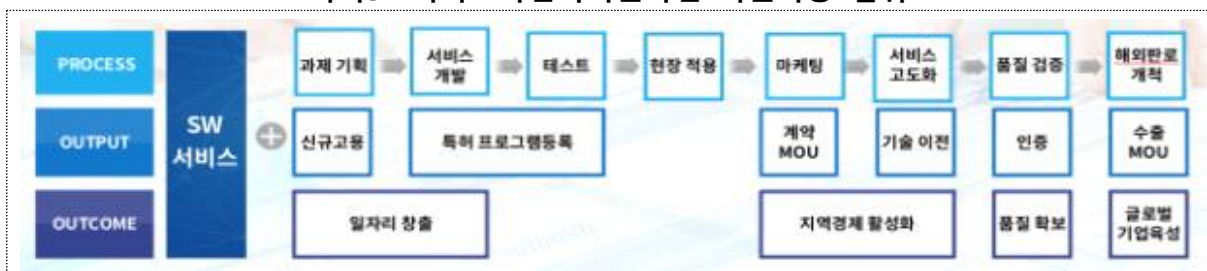 PROCESS
SW
서비스
과제 기획
서비스
개발
테스트
현장 적용
마케팅
서비스
고도화
품질 검증
해외판로
개척
OUTPUT
신규고용
특허 프로그램등록
계약
MOU
기술 이전
인증
수출
MOU
OUTCOME
일자리 창출
지역경제 활성화
품질 확보
글로벌
기업육성